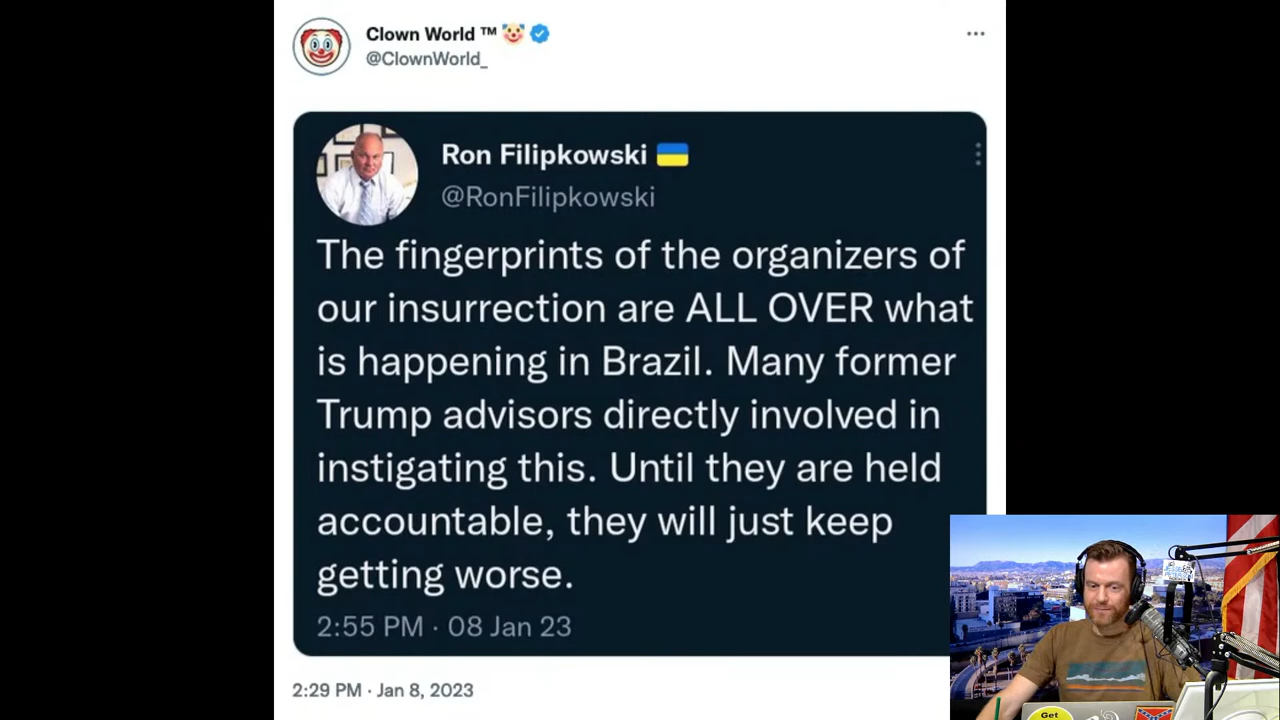 Clown World ™ 🤡
@ClownWorld_
Ron Filipkowski 🇺🇦
@RonFilipkowski
The fingerprints of the organizers of
our insurrection are ALL OVER what
is happening in Brazil. Many former
Trump advisors directly involved in
instigating this. Until they are held
accountable, they will just keep
getting worse.
2:55 PM · 08 Jan 23
2:29 PM · Jan 8, 2023
Get